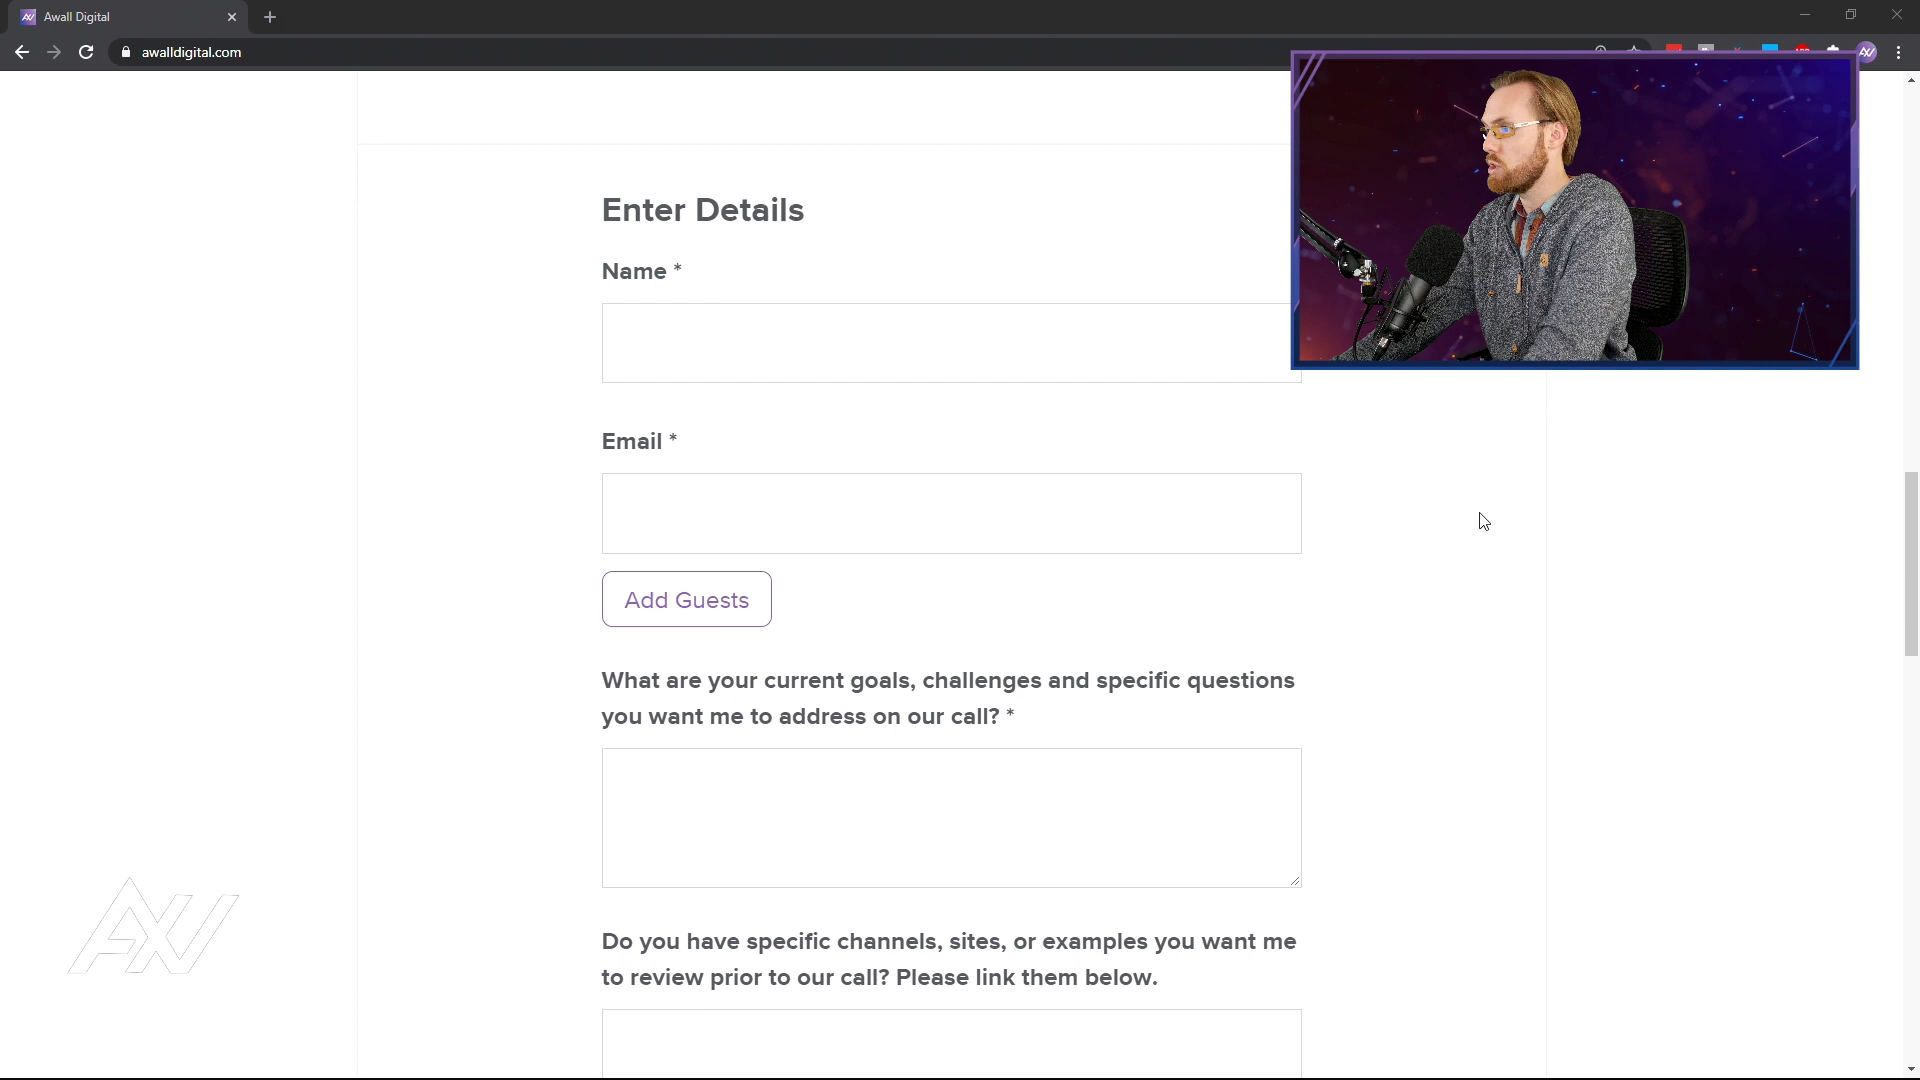 Awall Digital
awalldigital.com
Enter Details
Name *
Email *
Add Guests
What are your current goals, challenges and specific questions
you want me to address on our call? *
Do you have specific channels, sites, or examples you want me
to review prior to our call? Please link them below.